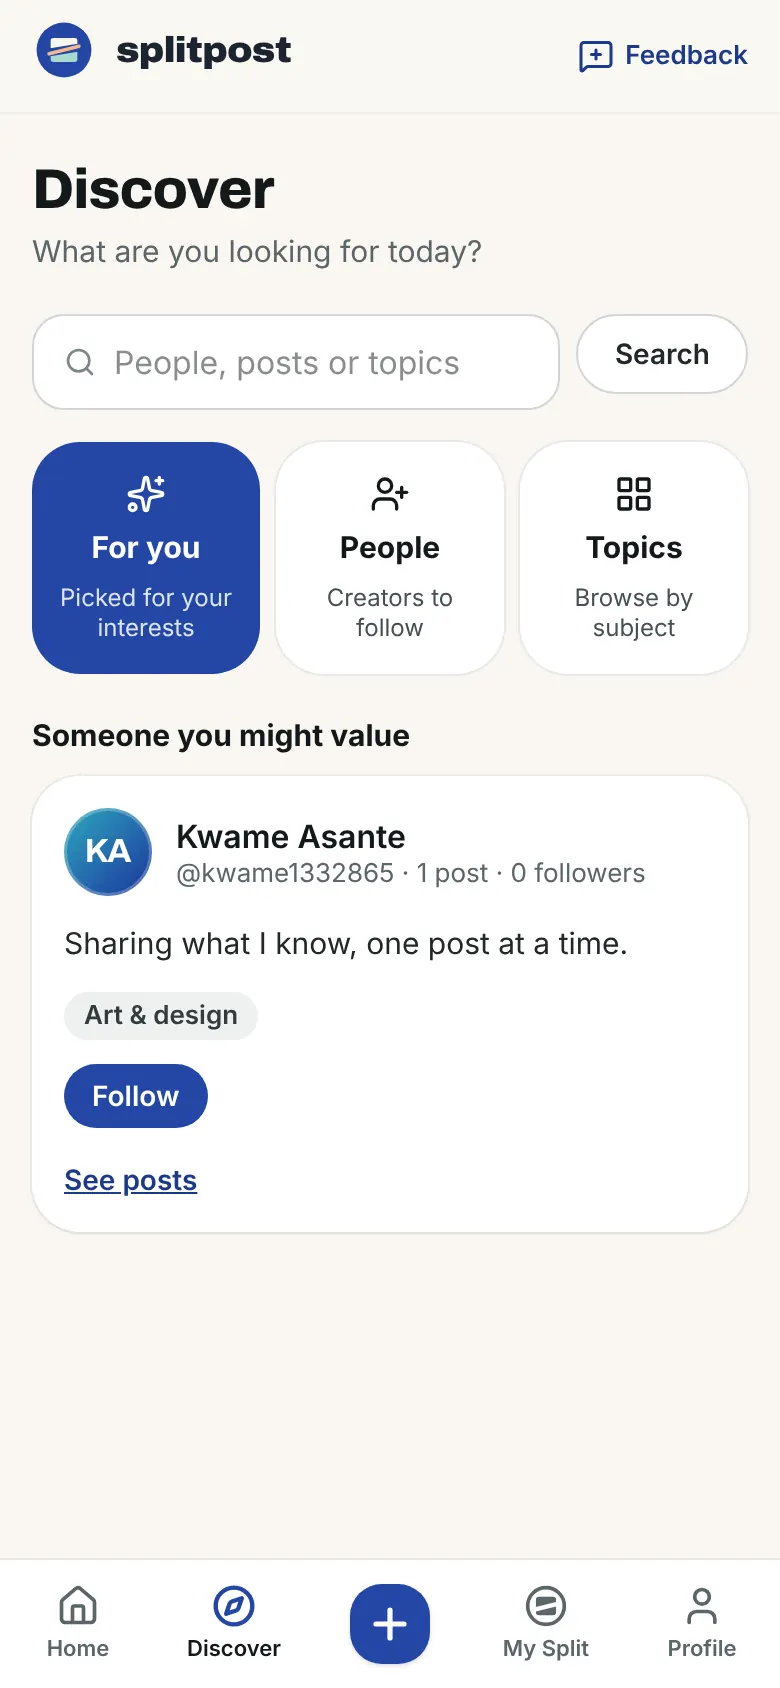 splitpost
Feedback
Discover
What are you looking for today?
People, posts or topics
Search
For you
Picked for your
interests
People
Creators to
follow
Topics
Browse by
subject
Someone you might value
KA
Kwame Asante
@kwame1332865 · 1 post · 0 followers
Sharing what I know, one post at a time.
Art & design
Follow
See posts
Home
Discover
My Split
Profile